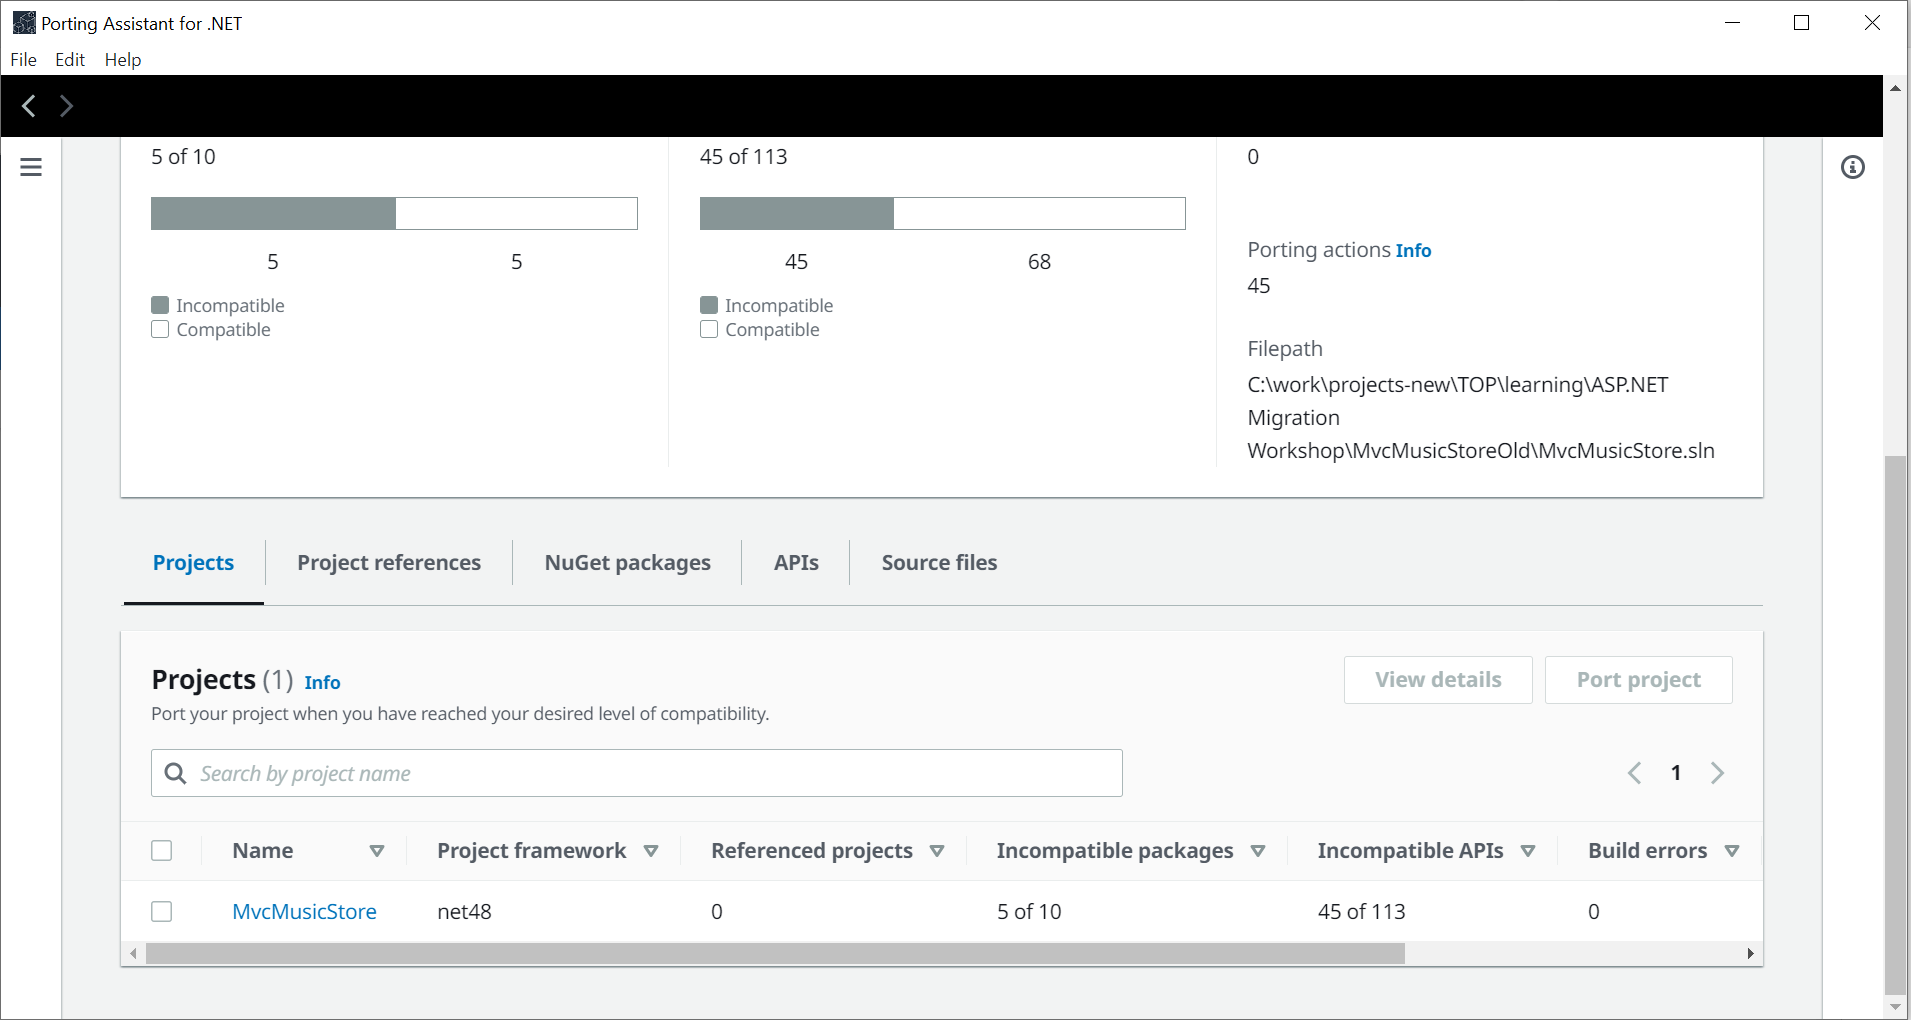 Porting Assistant for .NET
File Edit Help
5 of 10
5 5
Incompatible
Compatible
45 of 113
45 68
Incompatible
Compatible
0
Porting actions Info
45
Filepath
C:\work\projects-new\TOP\learning\ASP.NET
Migration
Workshop\MvcMusicStoreOld\MvcMusicStore.sln
Projects Project references NuGet packages APIs Source files
Projects (1) Info
View details Port project
Port your project when you have reached your desired level of compatibility.
Search by project name
1
Name Project framework Referenced projects Incompatible packages Incompatible APIs Build errors
MvcMusicStore net48 0 5 of 10 45 of 113 0